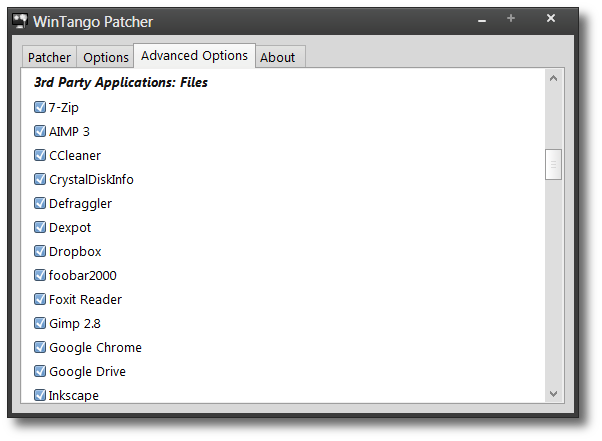 WinTango Patcher
Patcher Options Advanced Options About
3rd Party Applications: Files
7-Zip
AIMP 3
CCleaner
CrystalDiskInfo
Defraggler
Dexpot
Dropbox
foobar2000
Foxit Reader
Gimp 2.8
Google Chrome
Google Drive
Inkscape